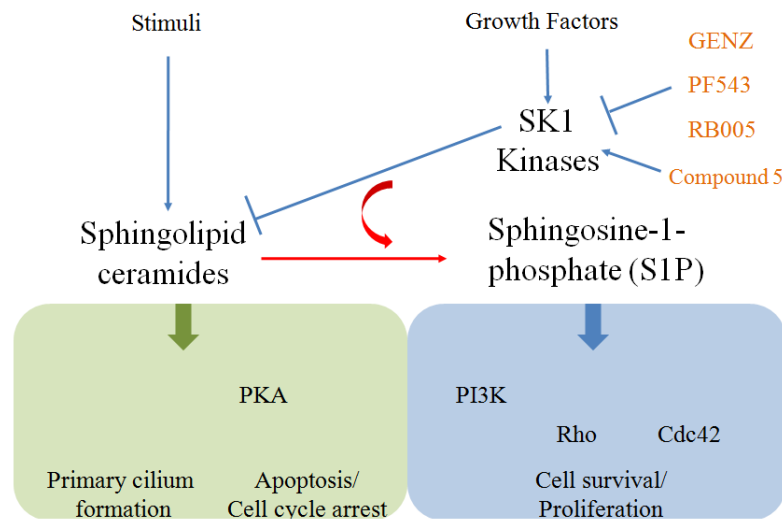 Stimuli
Growth Factors
GENZ
PF543
RB005
Compound 5
SK1
Kinases
Sphingolipid
ceramides
Sphingosine-1-
phosphate (S1P)
PKA
PI3K
Rho
Cdc42
Primary cilium
formation
Apoptosis/
Cell cycle arrest
Cell survival/
Proliferation